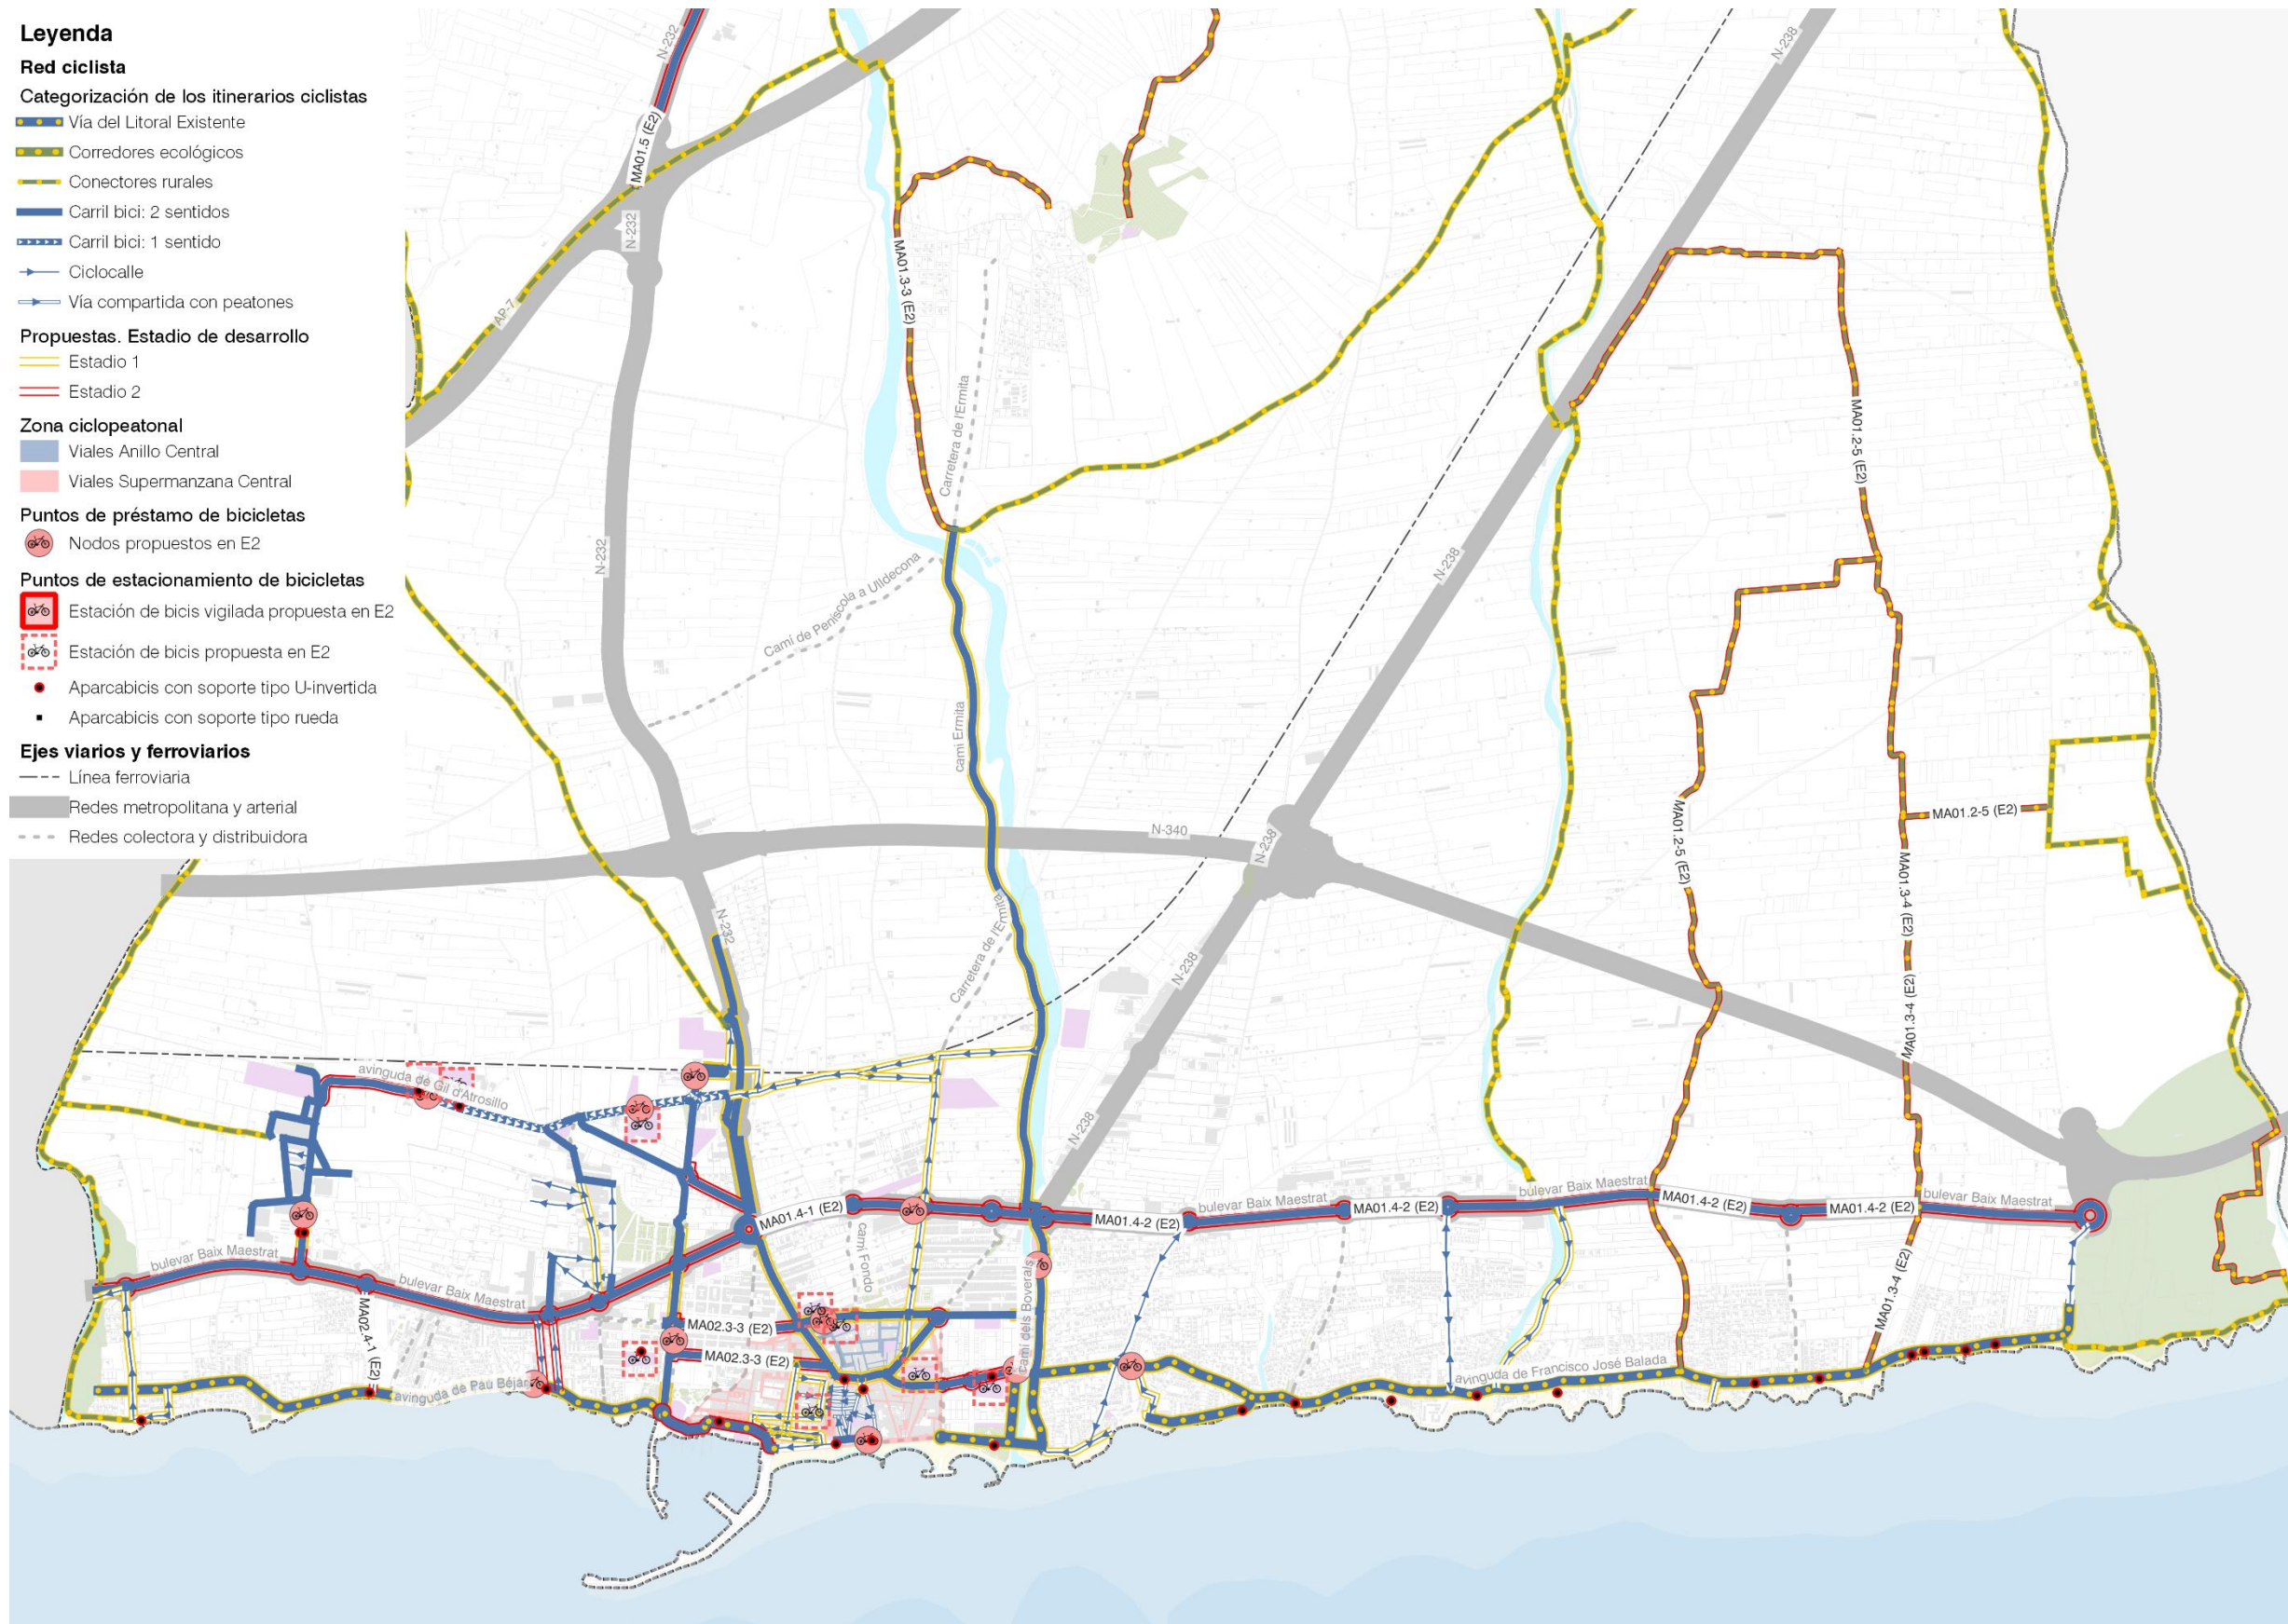 Leyenda
Red ciclista
Categorización de los itinerarios ciclistas
Vía del Litoral Existente
Corredores ecológicos
Conectores rurales
Carril bici: 2 sentidos
Carril bici: 1 sentido
Ciclocalle
Vía compartida con peatones
Propuestas. Estadio de desarrollo
Estadio 1
Estadio 2
Zona ciclopeatonal
Viales Anillo Central
Viales Supermanzana Central
Puntos de préstamo de bicicletas
Nodos propuestos en E2
Puntos de estacionamiento de bicicletas
Estación de bicis vigilada propuesta en E2
Estación de bicis propuesta en E2
Aparcabicis con soporte tipo U-invertida
Aparcabicis con soporte tipo rueda
Ejes viarios y ferroviarios
Línea ferroviaria
Redes metropolitana y arterial
Redes colectora y distribuidora
N-232
N-238
MA01.5 (E2)
N-232
MA01.3-3 (E2)
AP-7
Carretera de l'Ermita
MA01.2-5 (E2)
N-232
Camí de Peníscola a Ulldecona
N-238
camí Ermita
MA01.2-5 (E2)
MA01.2-5 (E2)
N-340
N-238
N-232
Carretera de l'Ermita
MA01.3-4 (E2)
N-238
MA01.3-4 (E2)
avinguda de Gil d'Atrosillo
N-238
bulevar Baix Maestrat
MA01.4-1 (E2)
MA01.4-2 (E2)
bulevar Baix Maestrat
MA01.4-2 (E2)
bulevar Baix Maestrat
MA01.4-2 (E2)
MA01.4-2 (E2)
bulevar Baix Maestrat
bulevar Baix Maestrat
camí Fondo
camí dels Boverals
MA01.3-4 (E2)
MA02.4-1 (E2)
MA02.3-3 (E2)
MA02.3-3 (E2)
avinguda de Pau Béjar
avinguda de Francisco José Balada